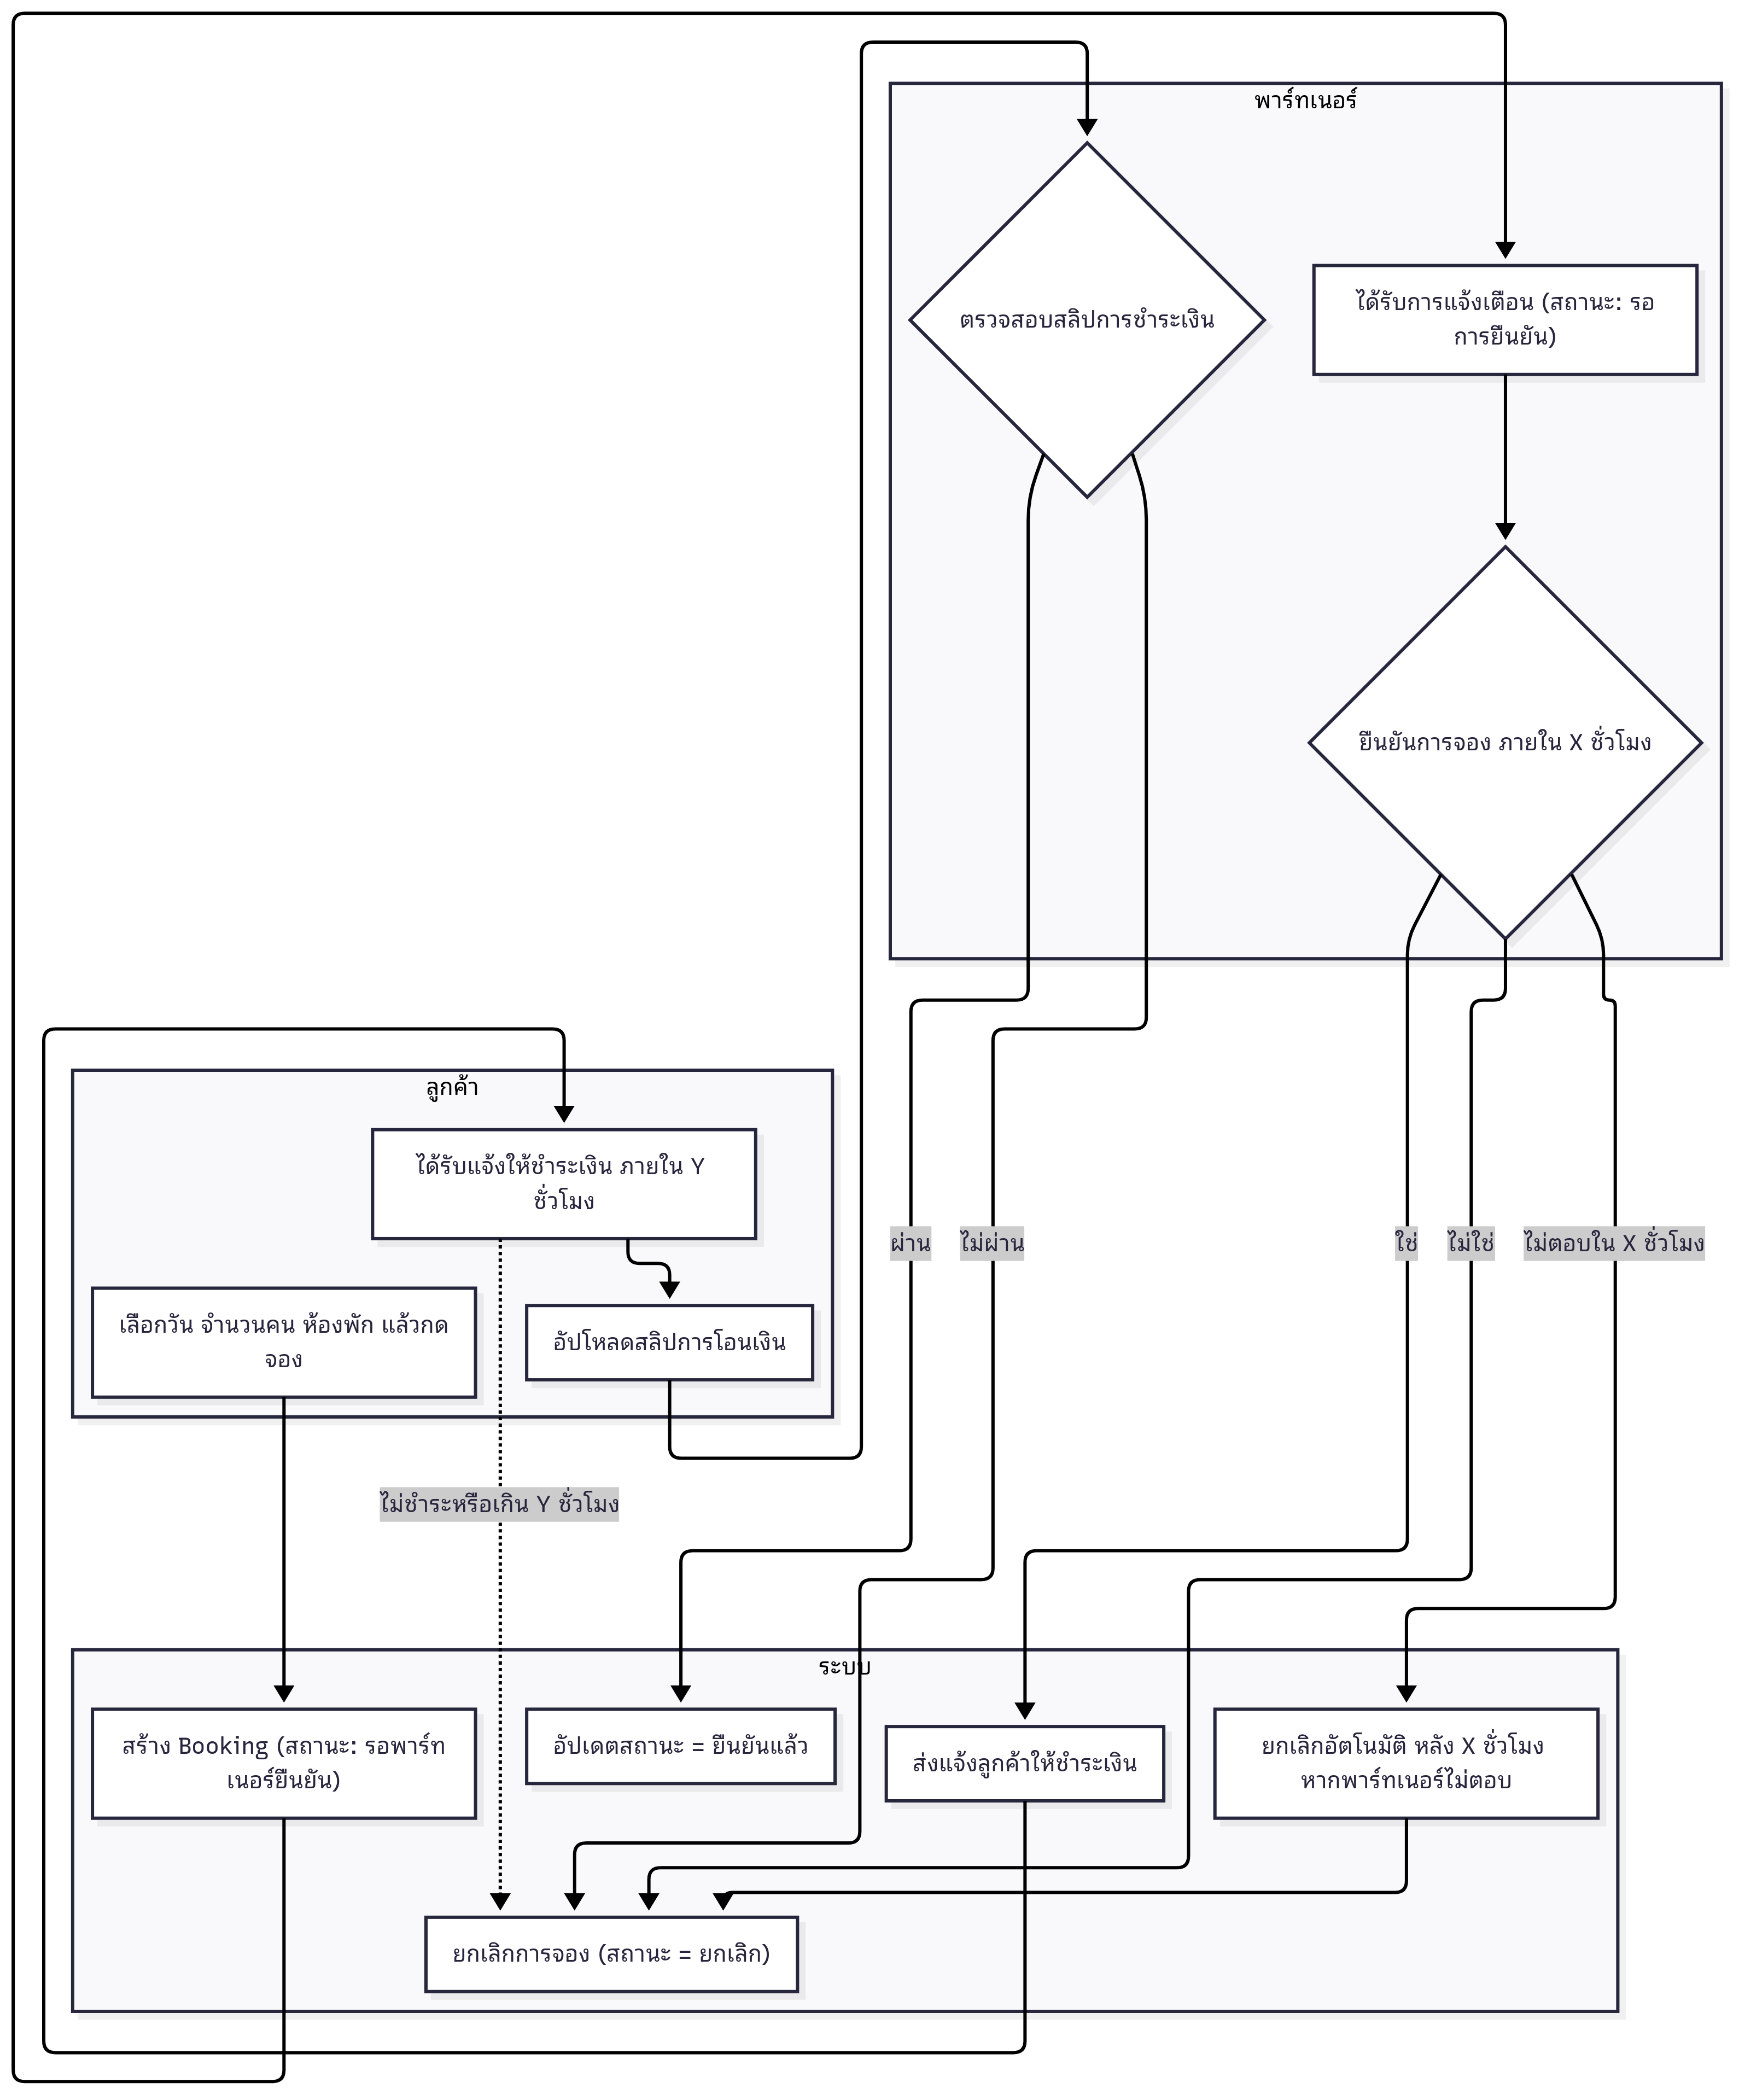 พาร์ทเนอร์
ตรวจสอบสลิปการชำระเงิน
ได้รับการแจ้งเตือน (สถานะ: รอ
การยืนยัน)
ยืนยันการจอง ภายใน X ชั่วโมง
ลูกค้า
ได้รับแจ้งให้ชำระเงิน ภายใน Y
ชั่วโมง
ผ่าน
ไม่ผ่าน
ใช่
ไม่ใช่
ไม่ตอบใน X ชั่วโมง
เลือกวัน จำนวนคน ห้องพัก แล้วกด
จอง
อัปโหลดสลิปการโอนเงิน
ไม่ชำระหรือเกิน Y ชั่วโมง
ระบบ
สร้าง Booking (สถานะ: รอพาร์ท
เนอร์ยืนยัน)
อัปเดตสถานะ = ยืนยันแล้ว
ส่งแจ้งลูกค้าให้ชำระเงิน
ยกเลิกอัตโนมัติ หลัง X ชั่วโมง
หากพาร์ทเนอร์ไม่ตอบ
ยกเลิกการจอง (สถานะ = ยกเลิก)